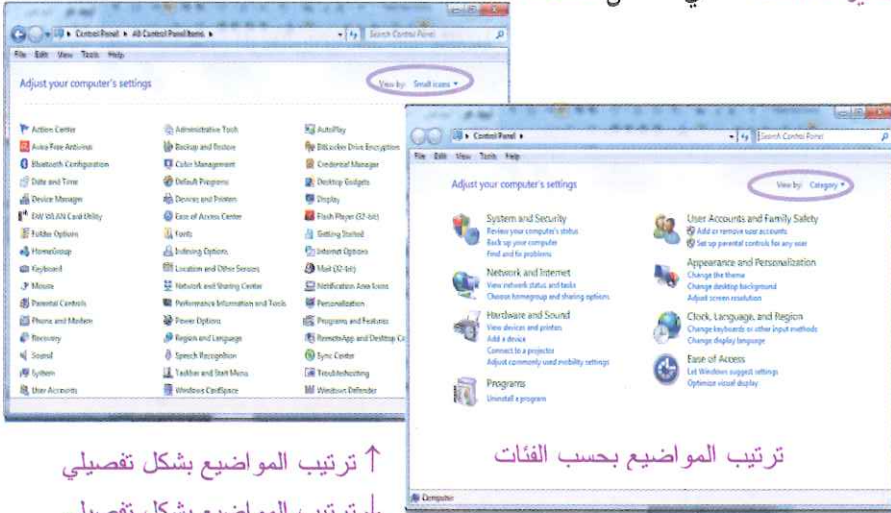 Control Panel ▸ All Control Panel Items ▸
Search Control Panel
File Edit View Tools Help
Adjust your computer's settings
View by: Small icons ▾
Action Center
Administrative Tools
AutoPlay
Avira Free Antivirus
Backup and Restore
BitLocker Drive Encryption
Bluetooth Configuration
Color Management
Credential Manager
Date and Time
Default Programs
Desktop Gadgets
Device Manager
Devices and Printers
Display
DW WLAN Card Utility
Ease of Access Center
Flash Player (32-bit)
Folder Options
Fonts
Getting Started
HomeGroup
Indexing Options
Internet Options
Keyboard
Location and Other Sensors
Mail (32-bit)
Mouse
Network and Sharing Center
Notification Area Icons
Parental Controls
Performance Information and Tools
Personalization
Phone and Modem
Power Options
Programs and Features
Recovery
Region and Language
RemoteApp and Desktop
Sound
Speech Recognition
Sync Center
System
Taskbar and Start Menu
Troubleshooting
User Accounts
Windows CardSpace
Windows Defender
Control Panel ▸
Search Control Panel
File Edit View Tools Help
Adjust your computer's settings
View by: Category ▾
System and Security
Review your computer's status
Back up your computer
Find and fix problems
Network and Internet
View network status and tasks
Choose homegroup and sharing options
Hardware and Sound
View devices and printers
Add a device
Connect to a projector
Adjust commonly used mobility settings
Programs
Uninstall a program
User Accounts and Family Safety
Add or remove user accounts
Set up parental controls for any user
Appearance and Personalization
Change the theme
Change desktop background
Adjust screen resolution
Clock, Language, and Region
Change keyboards or other input methods
Change display language
Ease of Access
Let Windows suggest settings
Optimize visual display
ترتيب المواضيع بحسب الفئات
Computer
↑ ترتيب المواضيع بشكل تفصيلي
ترتيب المواضيع بشكل تفصيلي